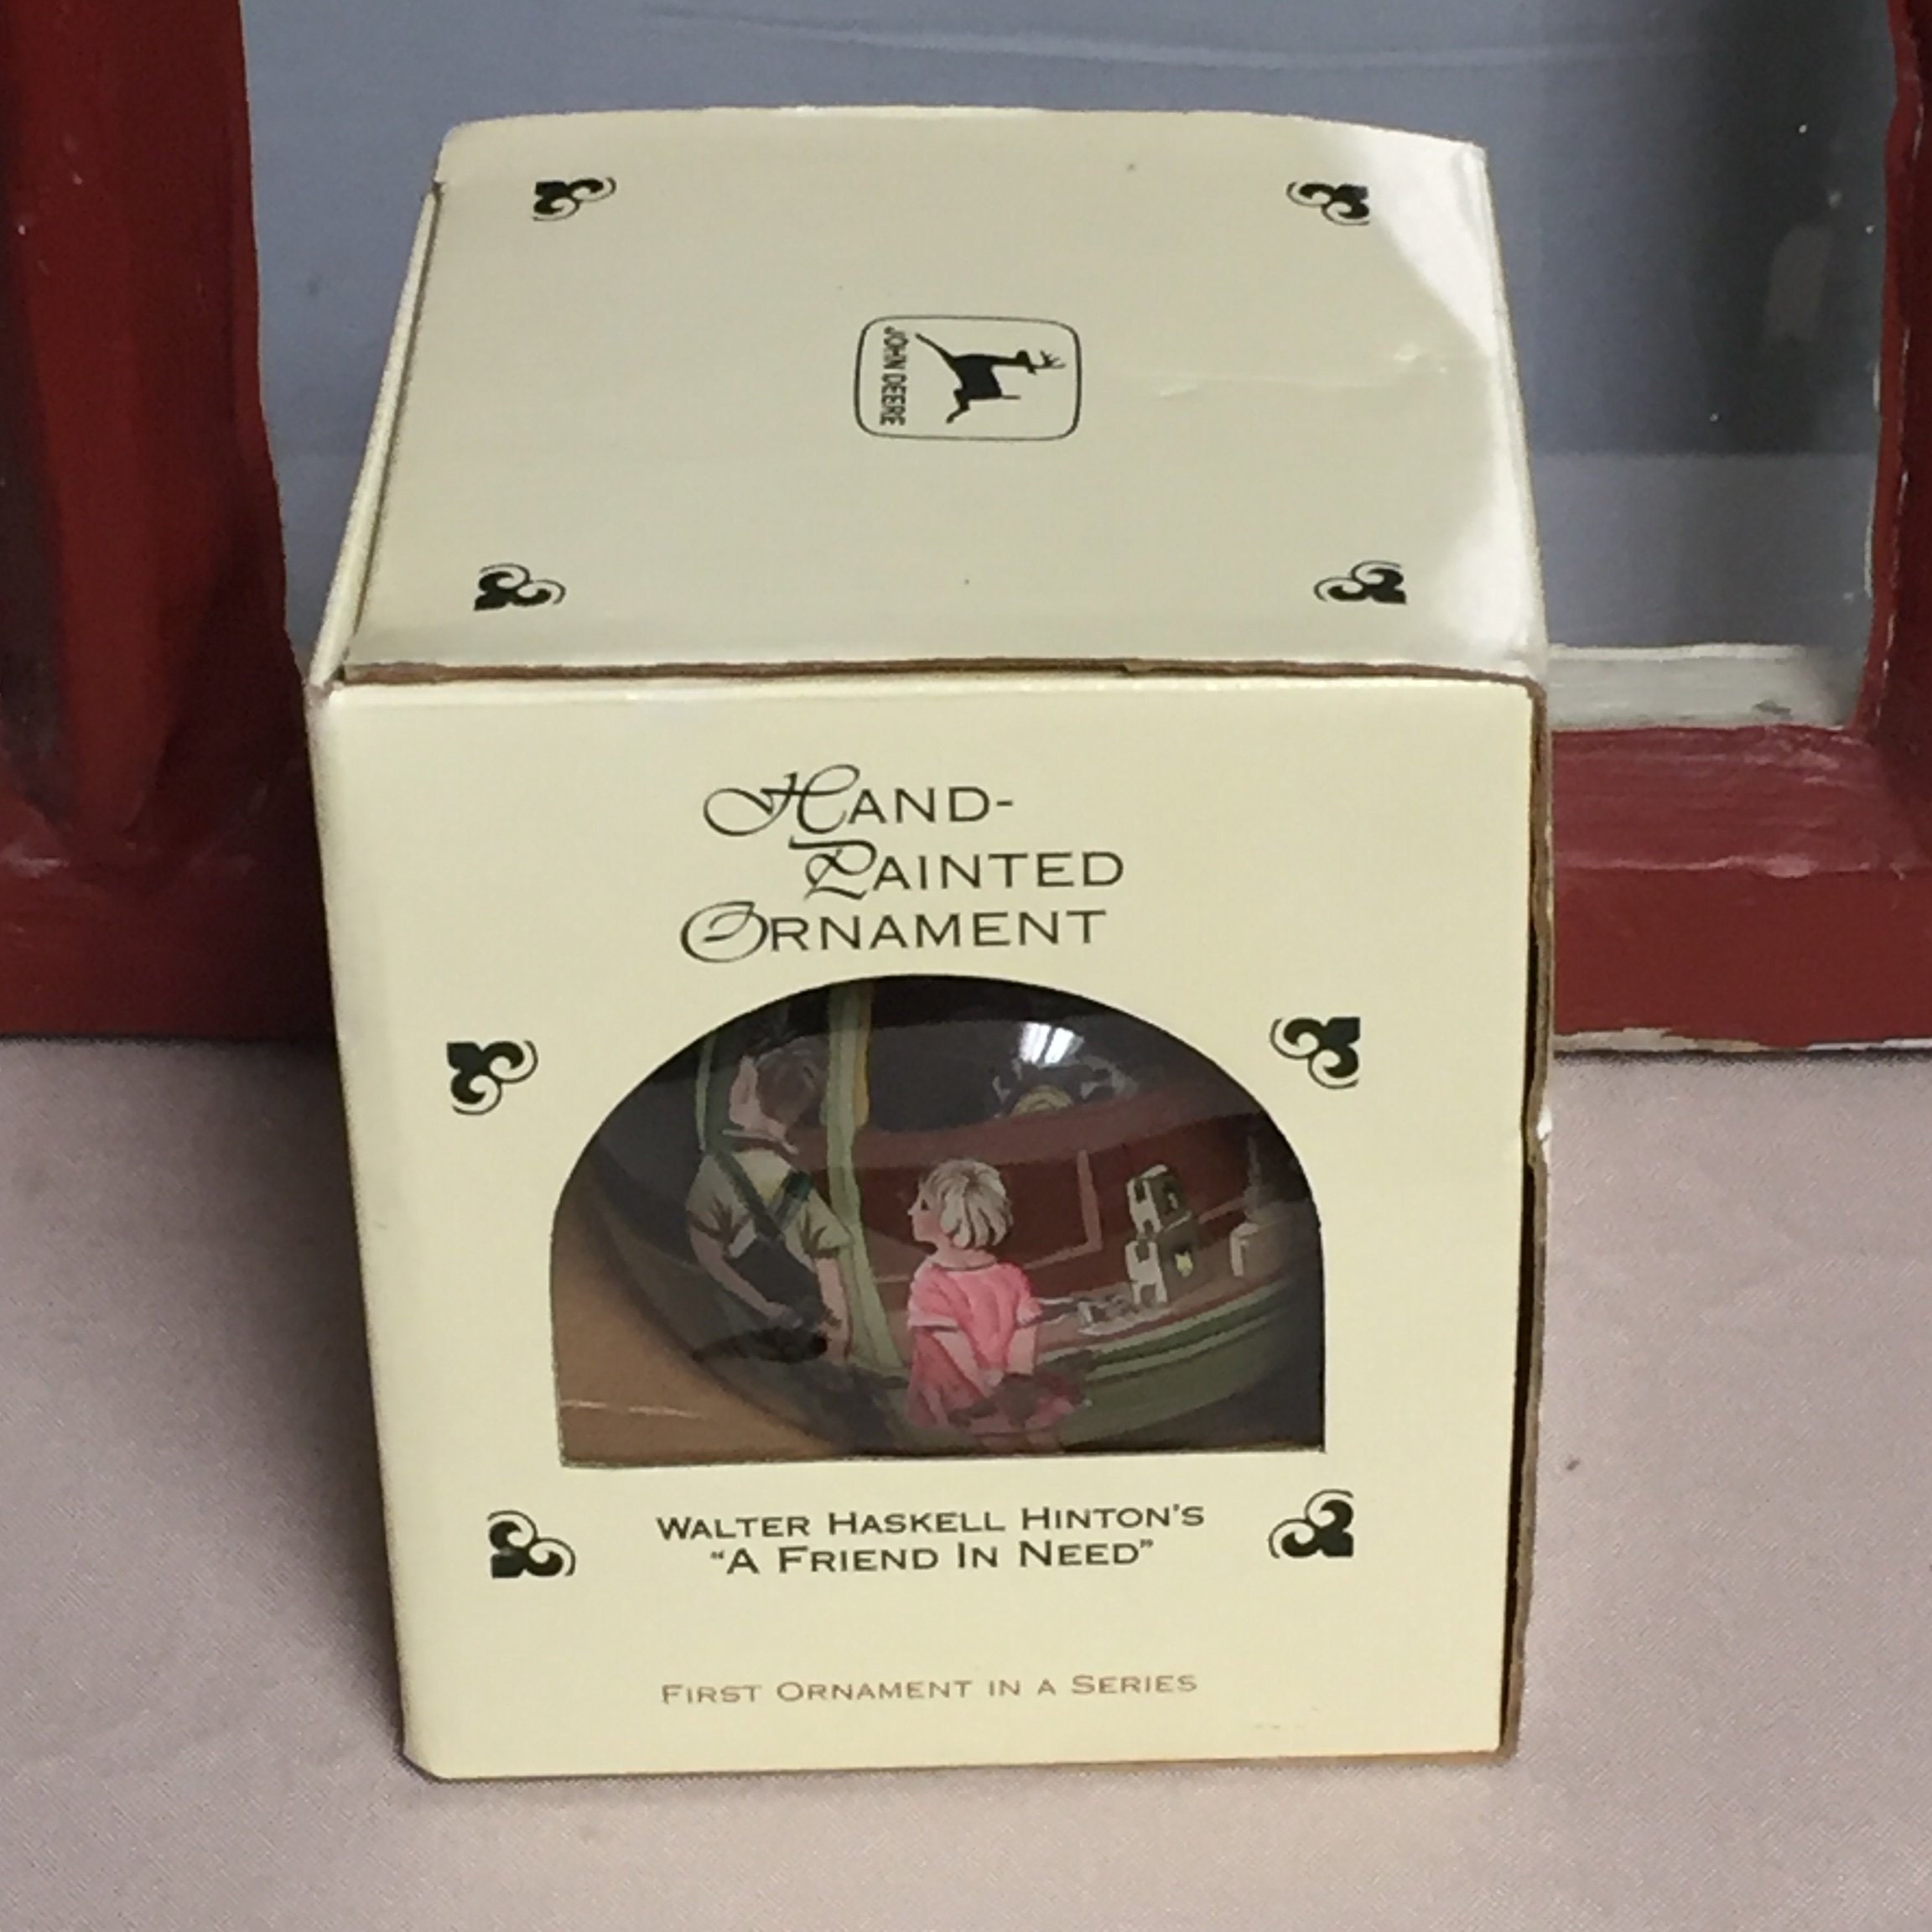 JOHN DEERE
HAND-
PAINTED
ORNAMENT
WALTER HASKELL HINTON'S
"A FRIEND IN NEED"
FIRST ORNAMENT IN A SERIES